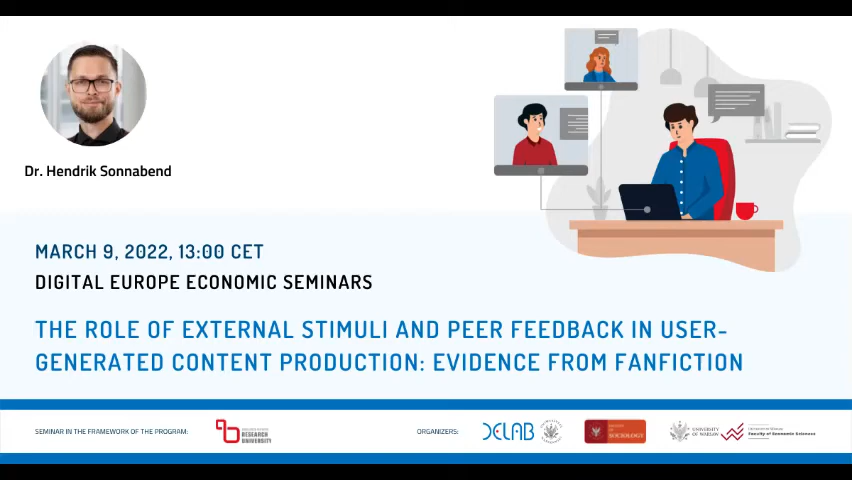 Dr. Hendrik Sonnabend
MARCH 9, 2022, 13:00 CET
DIGITAL EUROPE ECONOMIC SEMINARS
THE ROLE OF EXTERNAL STIMULI AND PEER FEEDBACK IN USER-
GENERATED CONTENT PRODUCTION: EVIDENCE FROM FANFICTION
SEMINAR IN THE FRAMEWORK OF THE PROGRAM:
RESEARCH
UNIVERSITY
ORGANIZERS:
DELAB
SOCIOLOGY
UNIVERSITY
OF WARSAW
Faculty of Economic Sciences